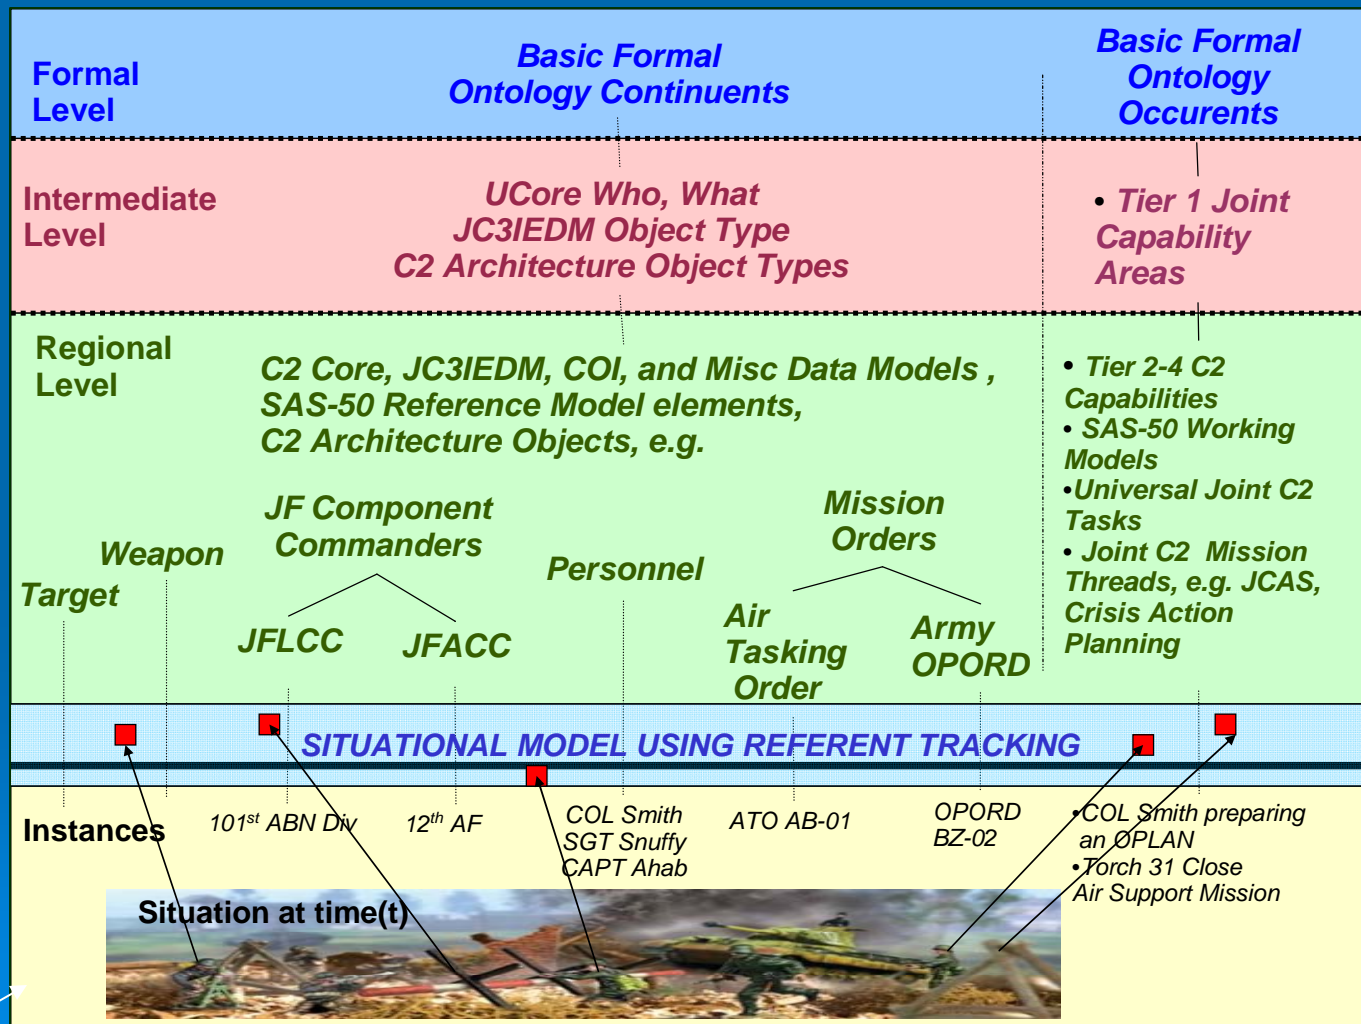 Formal
Level
Basic Formal
Ontology Continuents
Basic Formal
Ontology
Occurents
Intermediate
Level
UCore Who, What
JC3IEDM Object Type
C2 Architecture Object Types
• Tier 1 Joint
Capability
Areas
Regional
Level
C2 Core, JC3IEDM, COI, and Misc Data Models ,
SAS-50 Reference Model elements,
C2 Architecture Objects, e.g.
Target
Weapon
JF Component
Commanders
JFLCC
JFACC
Personnel
Mission
Orders
Air
Tasking
Order
Army
OPORD
• Tier 2-4 C2
Capabilities
• SAS-50 Working
Models
•Universal Joint C2
Tasks
• Joint C2 Mission
Threads, e.g. JCAS,
Crisis Action
Planning
SITUATIONAL MODEL USING REFERENT TRACKING
Instances
101st ABN Div
12th AF
COL Smith
SGT Snuffy
CAPT Ahab
ATO AB-01
OPORD
BZ-02
•COL Smith preparing
an OPLAN
•Torch 31 Close
Air Support Mission
Situation at time(t)